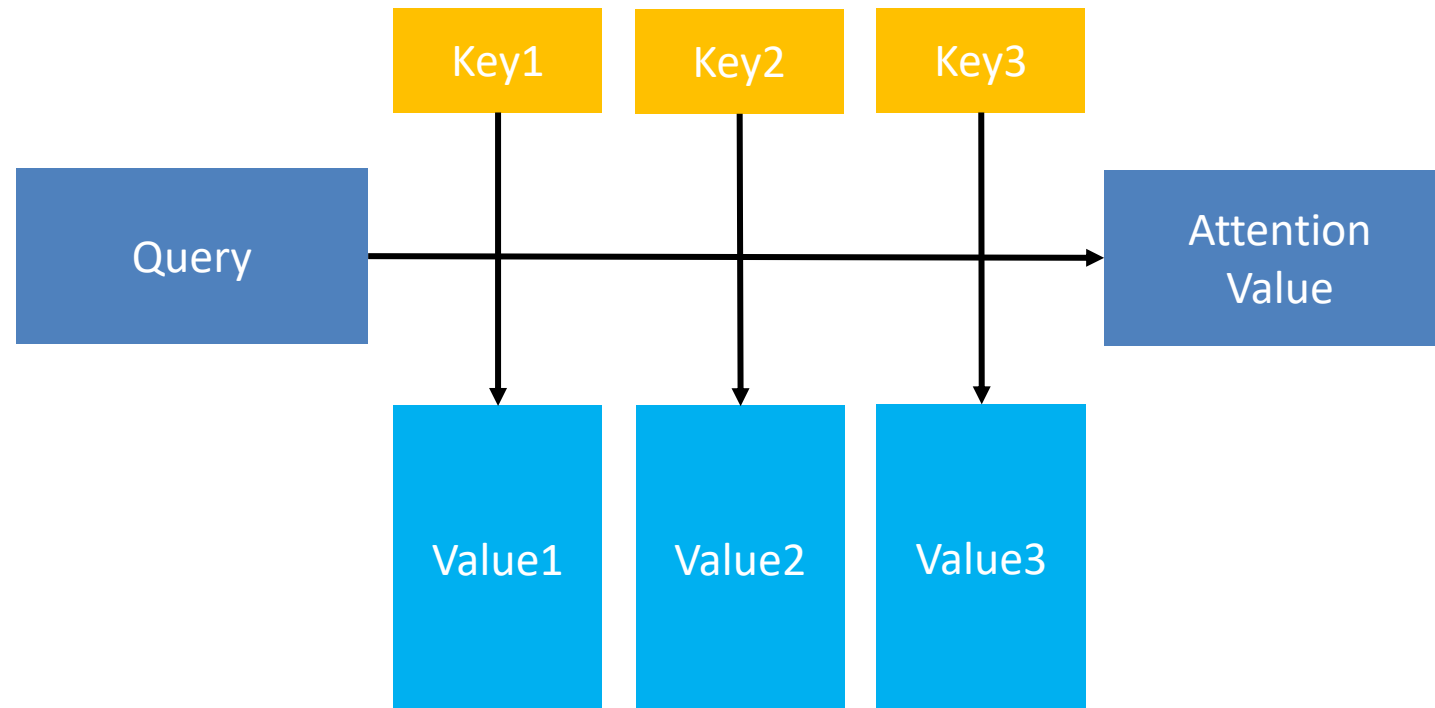 Key1
Key2
Key3
Query
Attention
Value
Value1
Value2
Value3